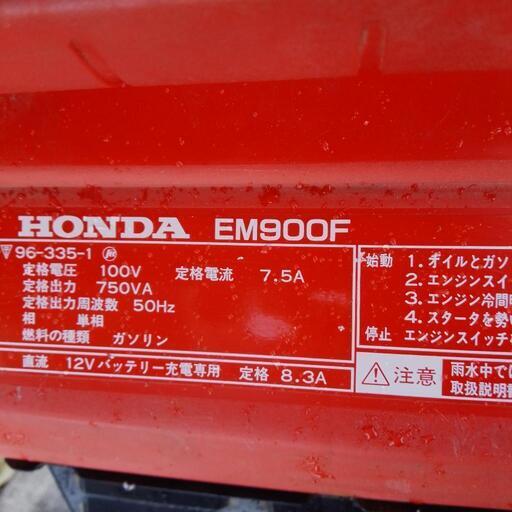 HONDA EM900F
96-335-1
定格電圧 100V 定格電流 7.5A
定格出力 750VA
定格出力周波数 50Hz
相 単相
燃料の種類 ガソリン
直流 12Vバッテリー充電専用 定格 8.3A
始動 1. オイルとガソ
2. エンジンスイ
3. エンジン冷間
4. スタータを勢い
停止 エンジンスイッチ
注意
雨水中で
取扱説明